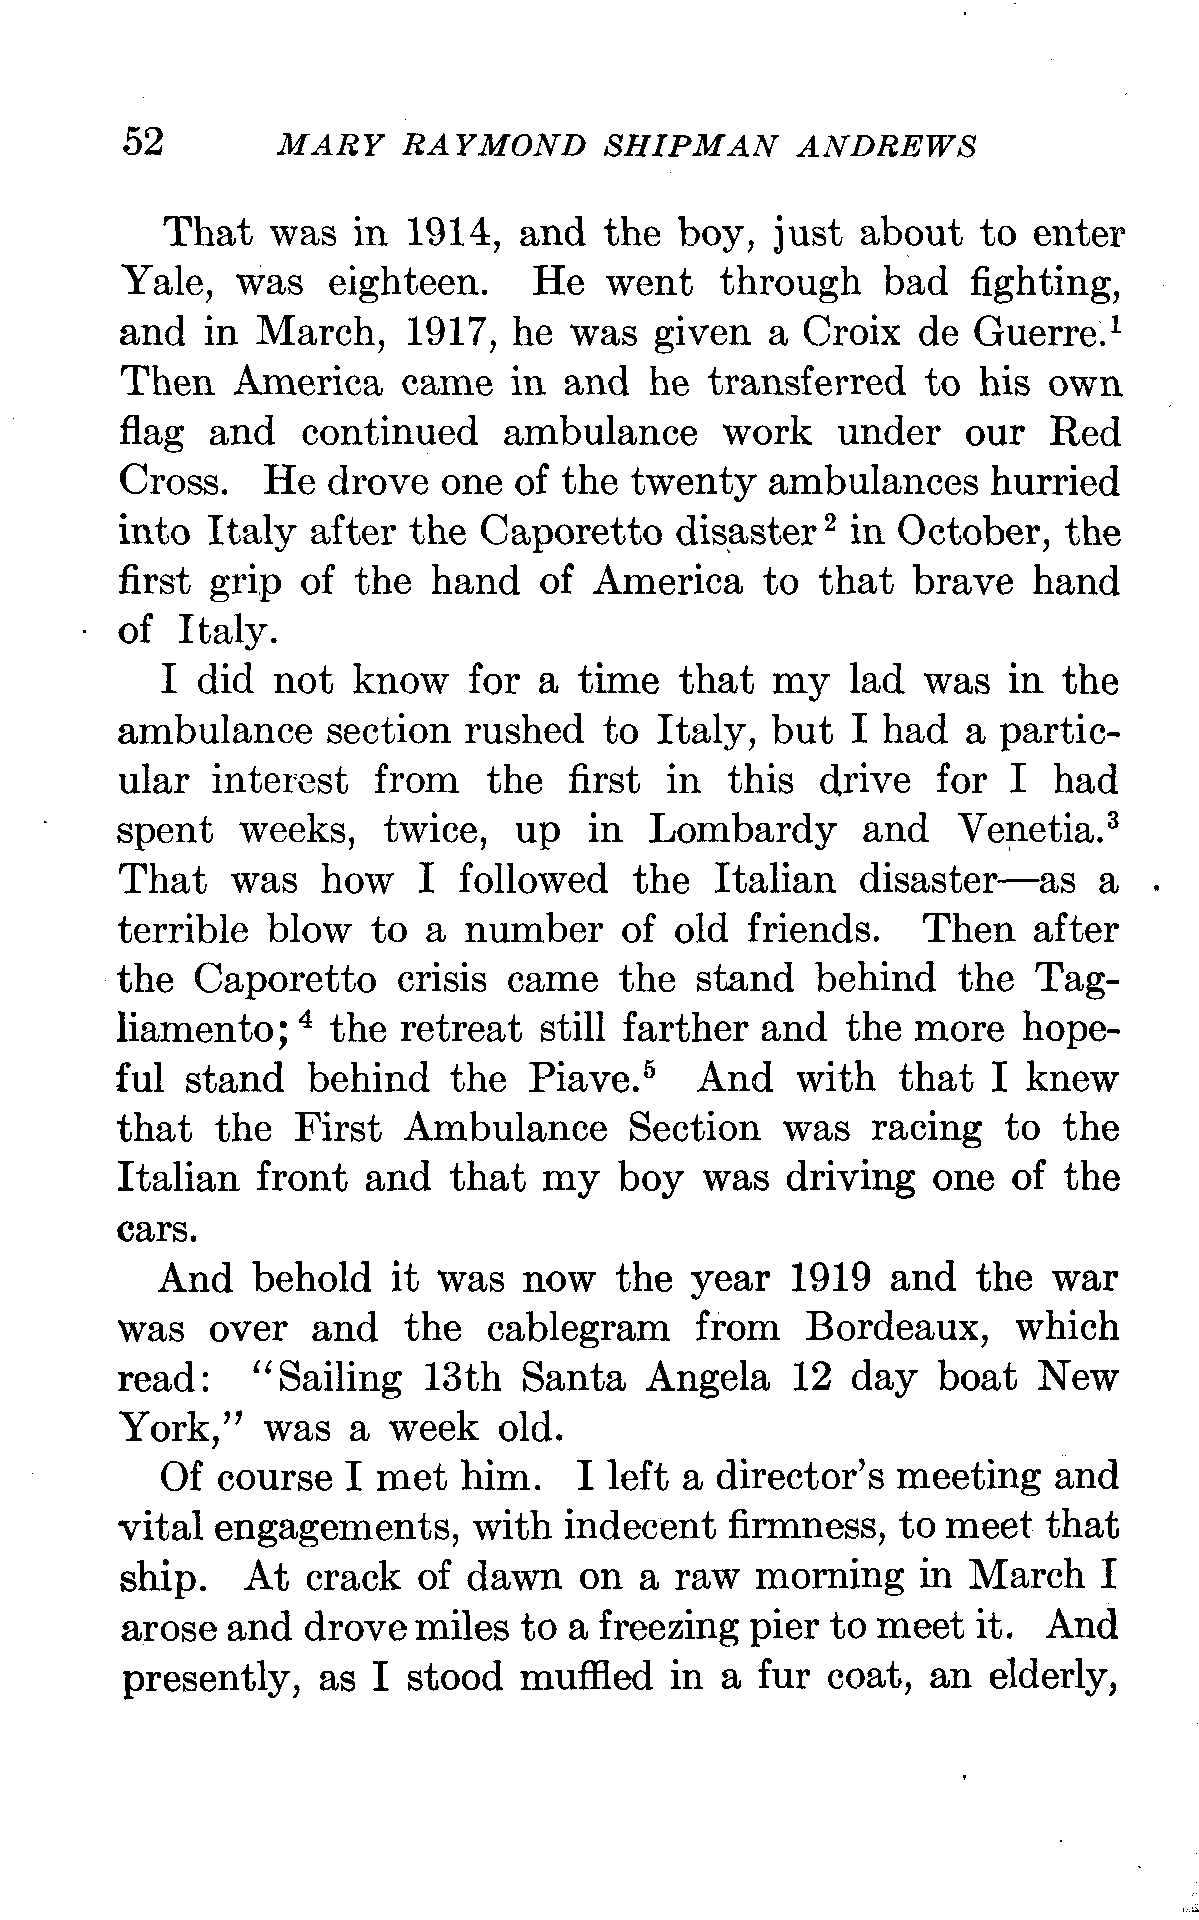 52 MARY RAYMOND SHIPMAN ANDREWS
That was in 1914, and the boy, just about to enter
Yale, was eighteen. He went through bad fighting,
and in March, 1917, he was given a Croix de Guerre.¹
Then America came in and he transferred to his own
flag and continued ambulance work under our Red
Cross. He drove one of the twenty ambulances hurried
into Italy after the Caporetto disaster² in October, the
first grip of the hand of America to that brave hand
of Italy.
I did not know for a time that my lad was in the
ambulance section rushed to Italy, but I had a partic-
ular interest from the first in this drive for I had
spent weeks, twice, up in Lombardy and Venetia.³
That was how I followed the Italian disaster—as a
terrible blow to a number of old friends. Then after
the Caporetto crisis came the stand behind the Tag-
liamento;⁴ the retreat still farther and the more hope-
ful stand behind the Piave.⁵ And with that I knew
that the First Ambulance Section was racing to the
Italian front and that my boy was driving one of the
cars.
And behold it was now the year 1919 and the war
was over and the cablegram from Bordeaux, which
read: "Sailing 13th Santa Angela 12 day boat New
York," was a week old.
Of course I met him. I left a director's meeting and
vital engagements, with indecent firmness, to meet that
ship. At crack of dawn on a raw morning in March I
arose and drove miles to a freezing pier to meet it. And
presently, as I stood muffled in a fur coat, an elderly,